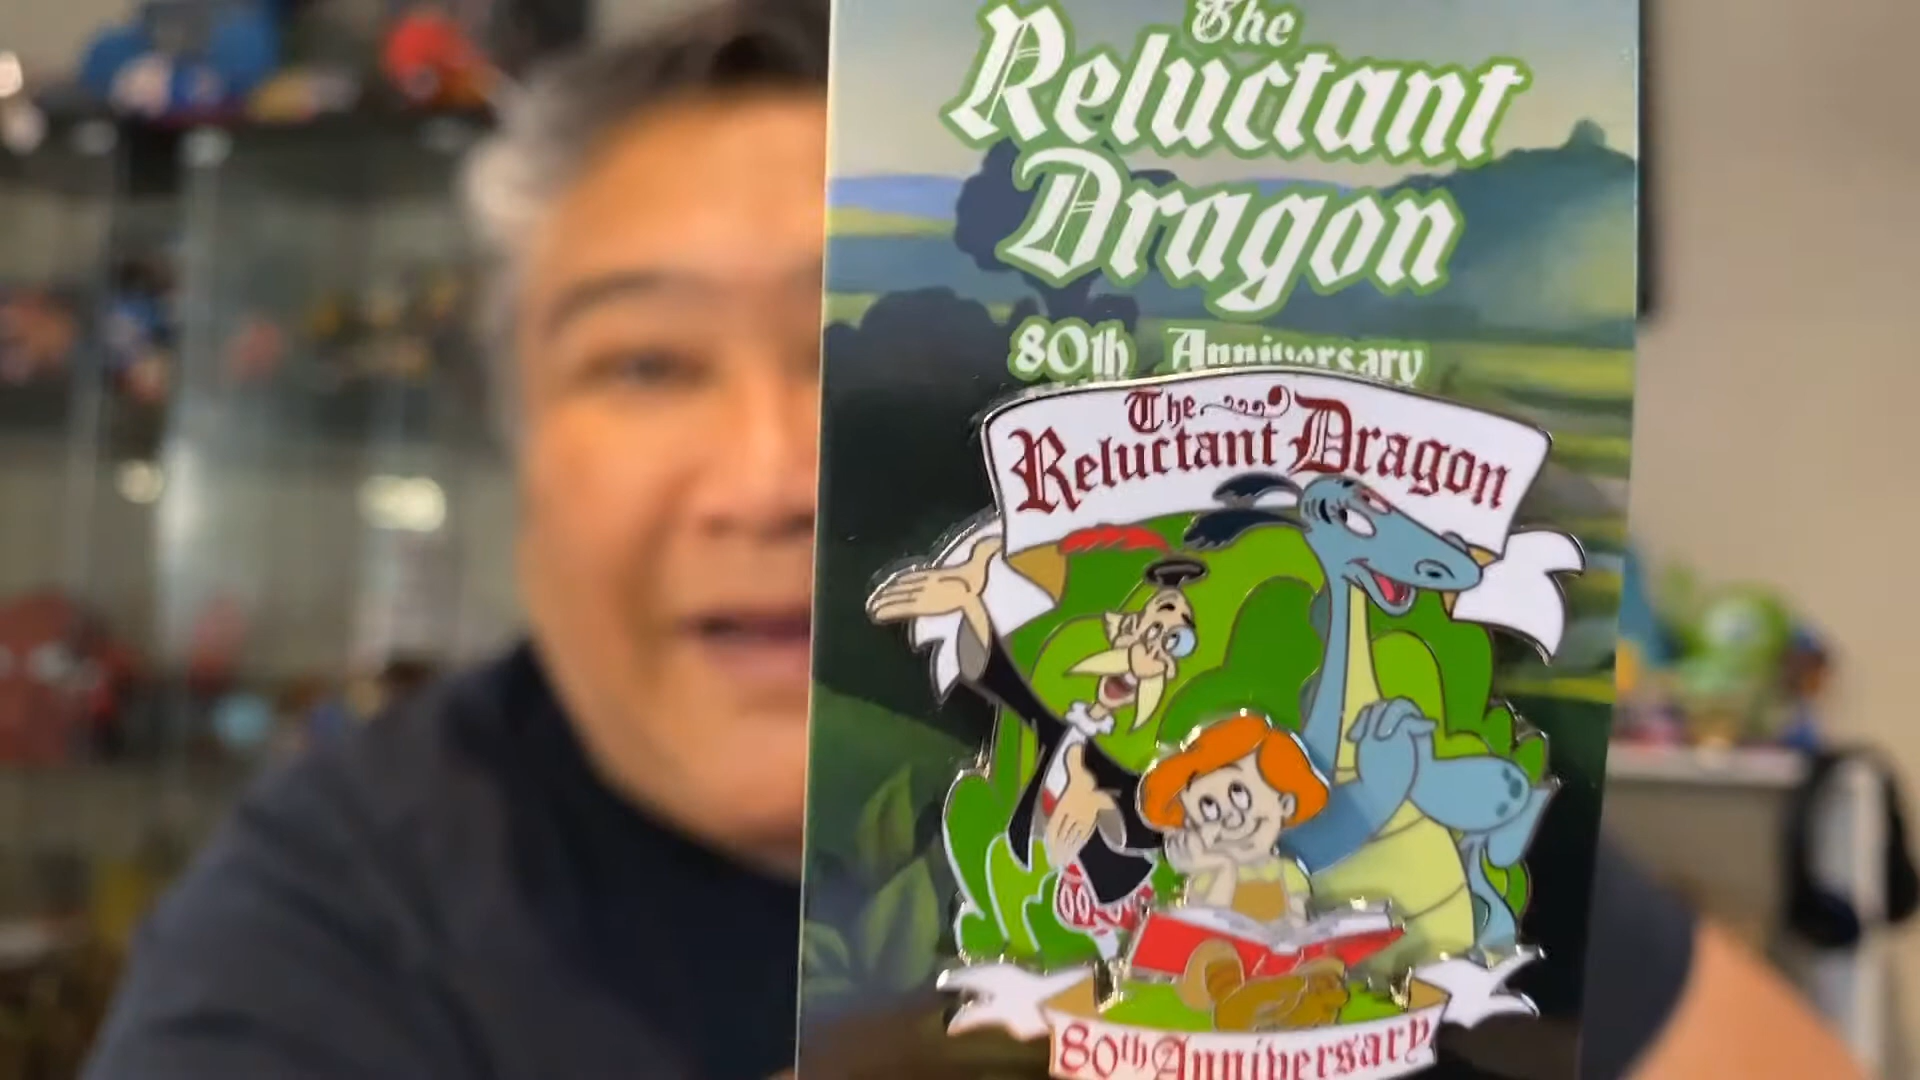 The
Reluctant
Dragon
80th Anniversary
The
Reluctant Dragon
80th Anniversary